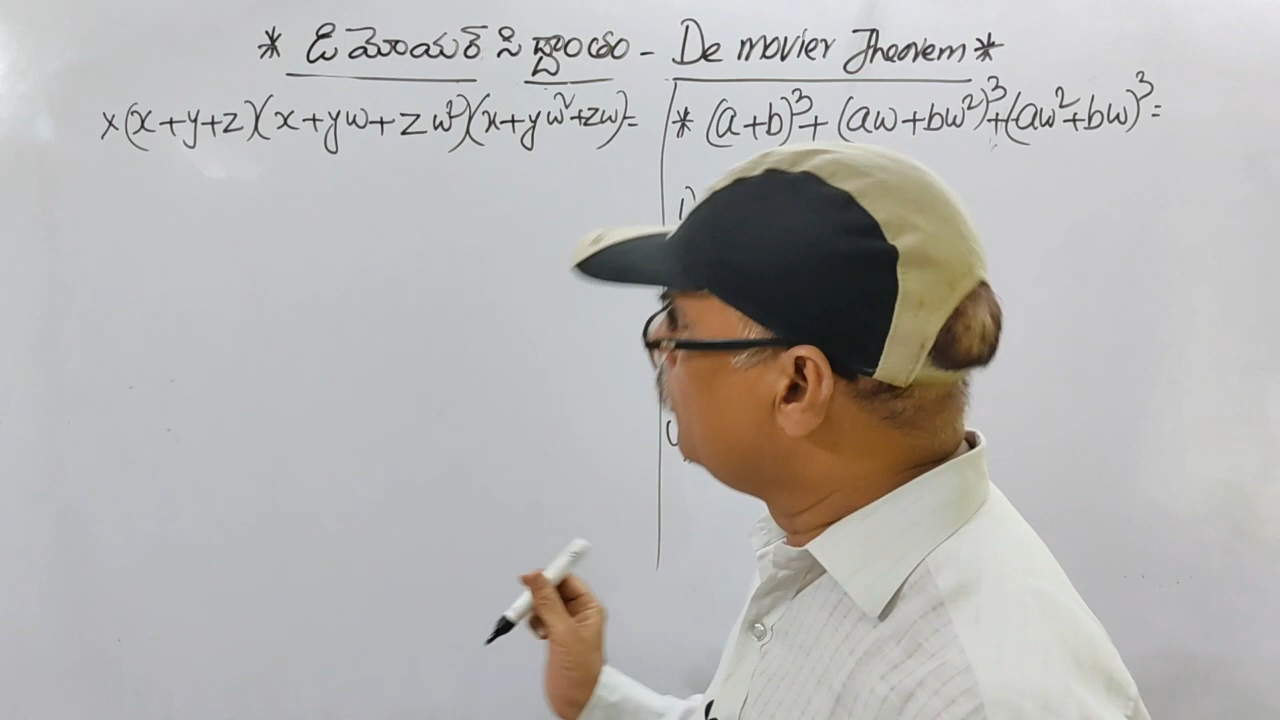 * డిమోయర్ సిద్ధాంతం - De movier Theorem *
×(x+y+z)(x+yω+zω²)(x+yω²+zω)=
* (a+b)³+(aω+bω²)³+(aω²+bω)³=